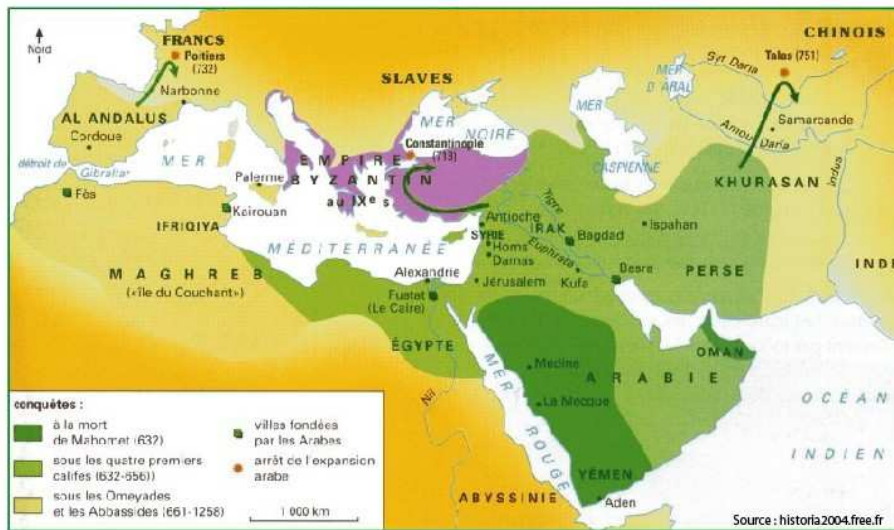 Nord
FRANCS
Poitiers
(732)
Narbonne
AL ANDALUS
Cordoue
détroit de
Gibraltar
MER
Palerme
Fès
Kairouan
IFRIQIYA
MAGHREB
(«île du Couchant»)
MÉDITERRANÉE
SLAVES
MER
NOIRE
Constantinople
(718)
EMPIRE
BYZANTIN
au IXe s
MER
CASPIENNE
MER
D'ARAL
CHINOIS
Talas (751)
Syr Daria
Samarcande
Amou
Daria
KHURASAN
Indus
INDE
Antioche
SYRIE
Homs
Damas
Jérusalem
Tigre
IRAK
Euphrate
Bagdad
Ispahan
Kufa
PERSE
Alexandrie
Fustat
(Le Caire)
ÉGYPTE
Nil
MER
ROUGE
Médine
ARABIE
La Mecque
OMAN
YÉMEN
Aden
ABYSSINIE
OCÉAN
INDIEN
conquêtes :
à la mort
de Mahomet (632)
sous les quatre premiers
califes (632-656))
sous les Omeyades
et les Abbassides (661-1258)
villes fondées
par les Arabes
arrêt de l'expansion
arabe
1 000 km
Source : historia2004.free.fr